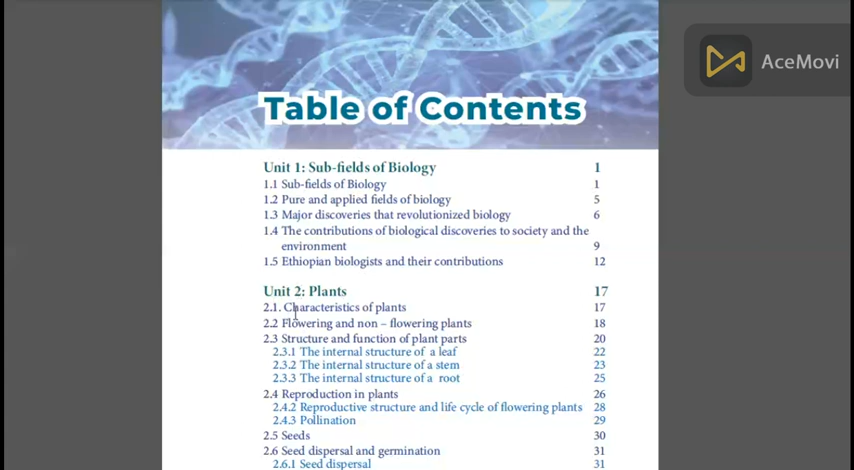 AceMovi
Table of Contents
Unit 1: Sub-fields of Biology 1
1.1 Sub-fields of Biology 1
1.2 Pure and applied fields of biology 5
1.3 Major discoveries that revolutionized biology 6
1.4 The contributions of biological discoveries to society and the
environment 9
1.5 Ethiopian biologists and their contributions 12
Unit 2: Plants 17
2.1. Characteristics of plants 17
2.2 Flowering and non – flowering plants 18
2.3 Structure and function of plant parts 20
2.3.1 The internal structure of a leaf 22
2.3.2 The internal structure of a stem 23
2.3.3 The internal structure of a root 25
2.4 Reproduction in plants 26
2.4.2 Reproductive structure and life cycle of flowering plants 28
2.4.3 Pollination 29
2.5 Seeds 30
2.6 Seed dispersal and germination 31
2.6.1 Seed dispersal 31